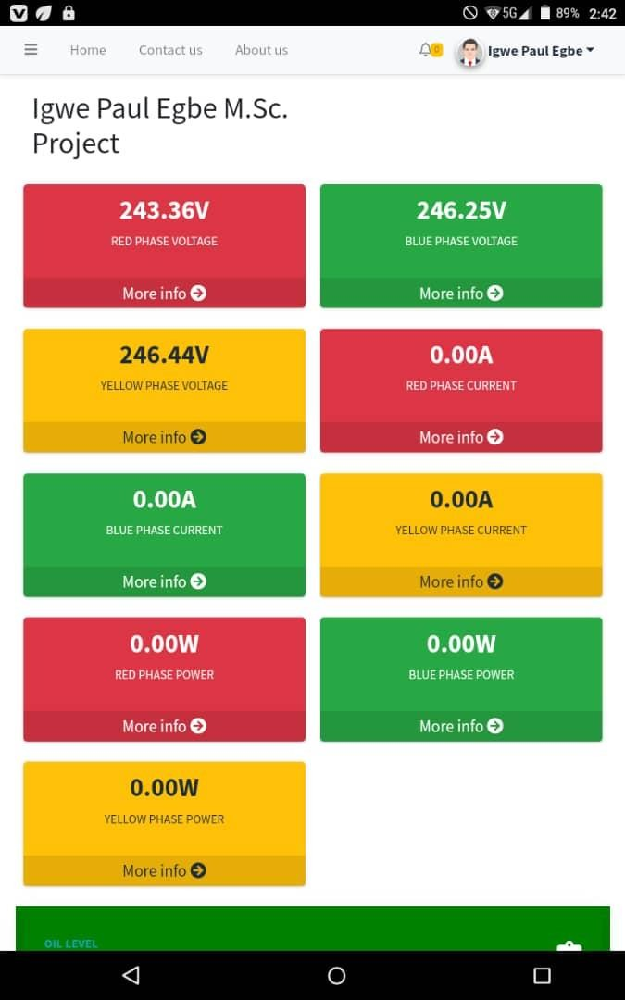 5G 89% 2:42
Home Contact us About us 0 Igwe Paul Egbe
Igwe Paul Egbe M.Sc.
Project
243.36V
RED PHASE VOLTAGE
More info
246.25V
BLUE PHASE VOLTAGE
More info
246.44V
YELLOW PHASE VOLTAGE
More info
0.00A
RED PHASE CURRENT
More info
0.00A
BLUE PHASE CURRENT
More info
0.00A
YELLOW PHASE CURRENT
More info
0.00W
RED PHASE POWER
More info
0.00W
BLUE PHASE POWER
More info
0.00W
YELLOW PHASE POWER
More info
OIL LEVEL